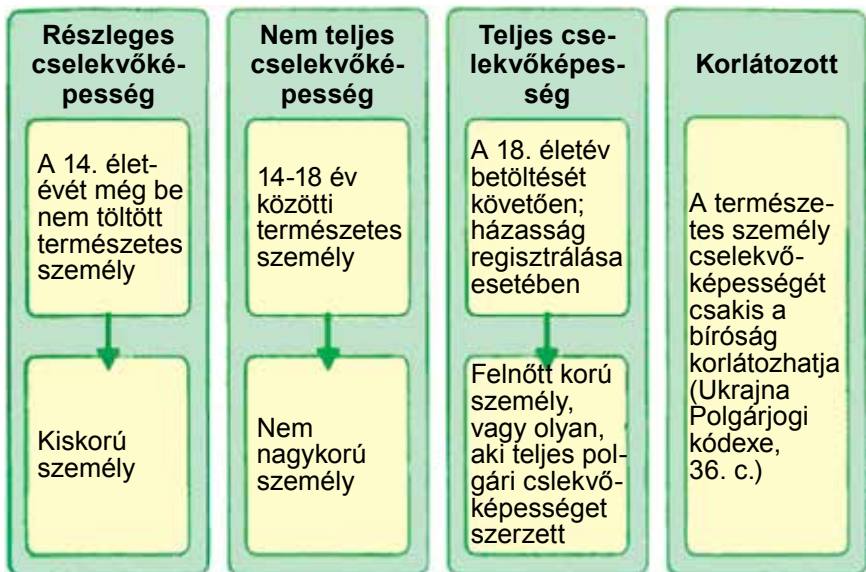 Részleges
cselekvőké-
pesség
A 14. élet-
évét még be
nem töltött
természetes
személy
Kiskorú
személy
Nem teljes
cselekvőké-
pesség
14-18 év
közötti
természetes
személy
Nem
nagykorú
személy
Teljes cse-
lekvőképes-
ség
A 18. életév
betöltését
követően;
házasság
regisztrálása
esetében
Felnőtt korú
személy,
vagy olyan,
aki teljes pol-
gári cslekvő-
képességet
szerzett
Korlátozott
A természe-
tes személy
cselekvő-
képességét
csakis a
bíróság
korlátozhatja
(Ukrajna
Polgárjogi
kódexe,
36. c.)